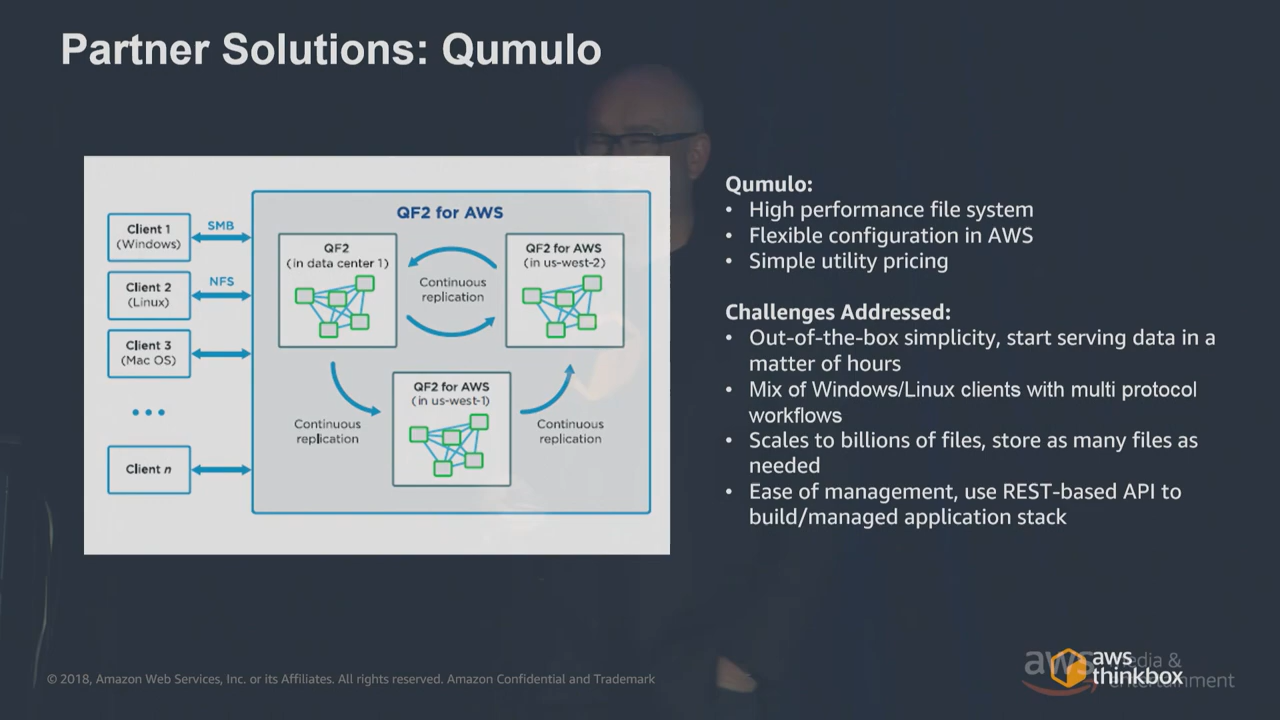 Partner Solutions: Qumulo
QF2 for AWS
Client 1
(Windows)
SMB
Client 2
(Linux)
NFS
Client 3
(Mac OS)
Client n
QF2
(in data center 1)
Continuous
replication
QF2 for AWS
(in us-west-2)
Continuous
replication
QF2 for AWS
(in us-west-1)
Continuous
replication
Qumulo:
• High performance file system
• Flexible configuration in AWS
• Simple utility pricing
Challenges Addressed:
• Out-of-the-box simplicity, start serving data in a
matter of hours
• Mix of Windows/Linux clients with multi protocol
workflows
• Scales to billions of files, store as many files as
needed
• Ease of management, use REST-based API to
build/managed application stack
© 2018, Amazon Web Services, Inc. or its Affiliates. All rights reserved. Amazon Confidential and Trademark
aws
thinkbox